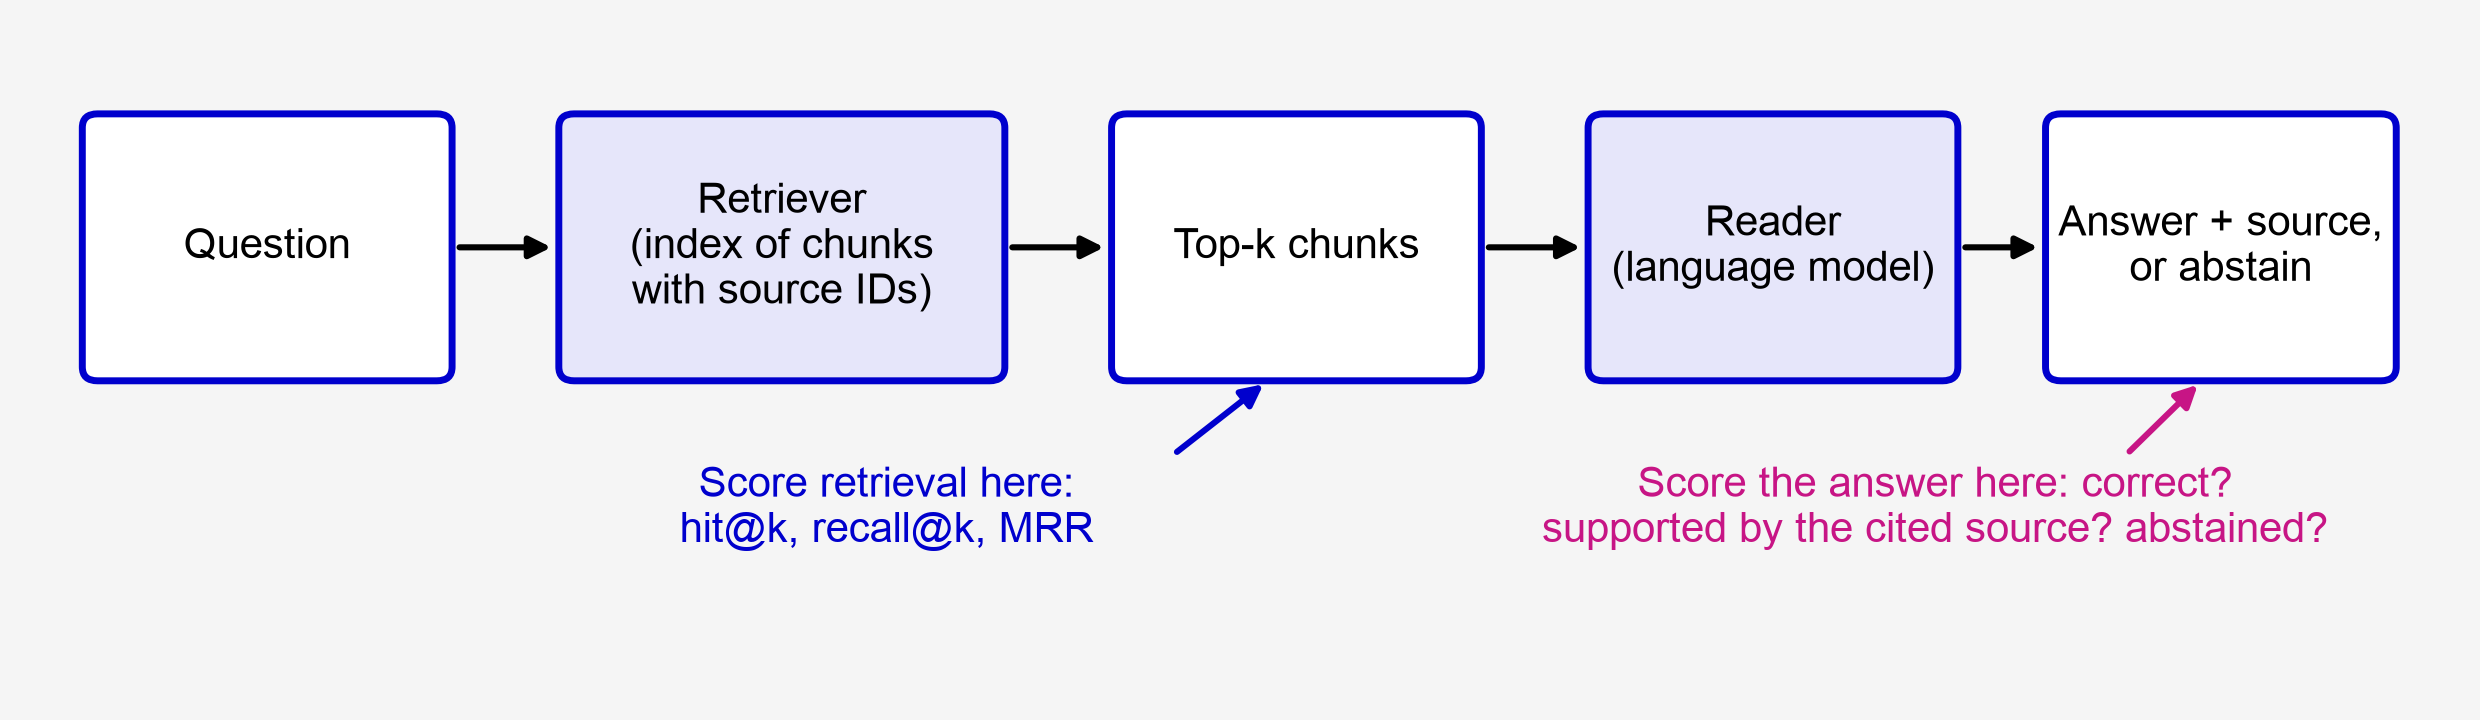 Question
Retriever
(index of chunks
with source IDs)
Top-k chunks
Reader
(language model)
Answer + source,
or abstain
Score retrieval here:
hit@k, recall@k, MRR
Score the answer here: correct?
supported by the cited source? abstained?